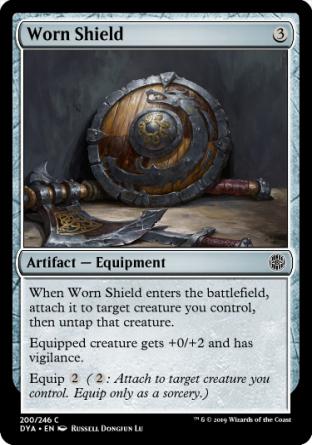 Worn Shield 3
Artifact — Equipment
When Worn Shield enters the battlefield,
attach it to target creature you control,
then untap that creature.
Equipped creature gets +0/+2 and has
vigilance.
Equip 2 ( 2 : Attach to target creature you
control. Equip only as a sorcery.)
200/246 C
DYA • EN Russell Dongfun Lu
™ & © 2019 Wizards of the Coast